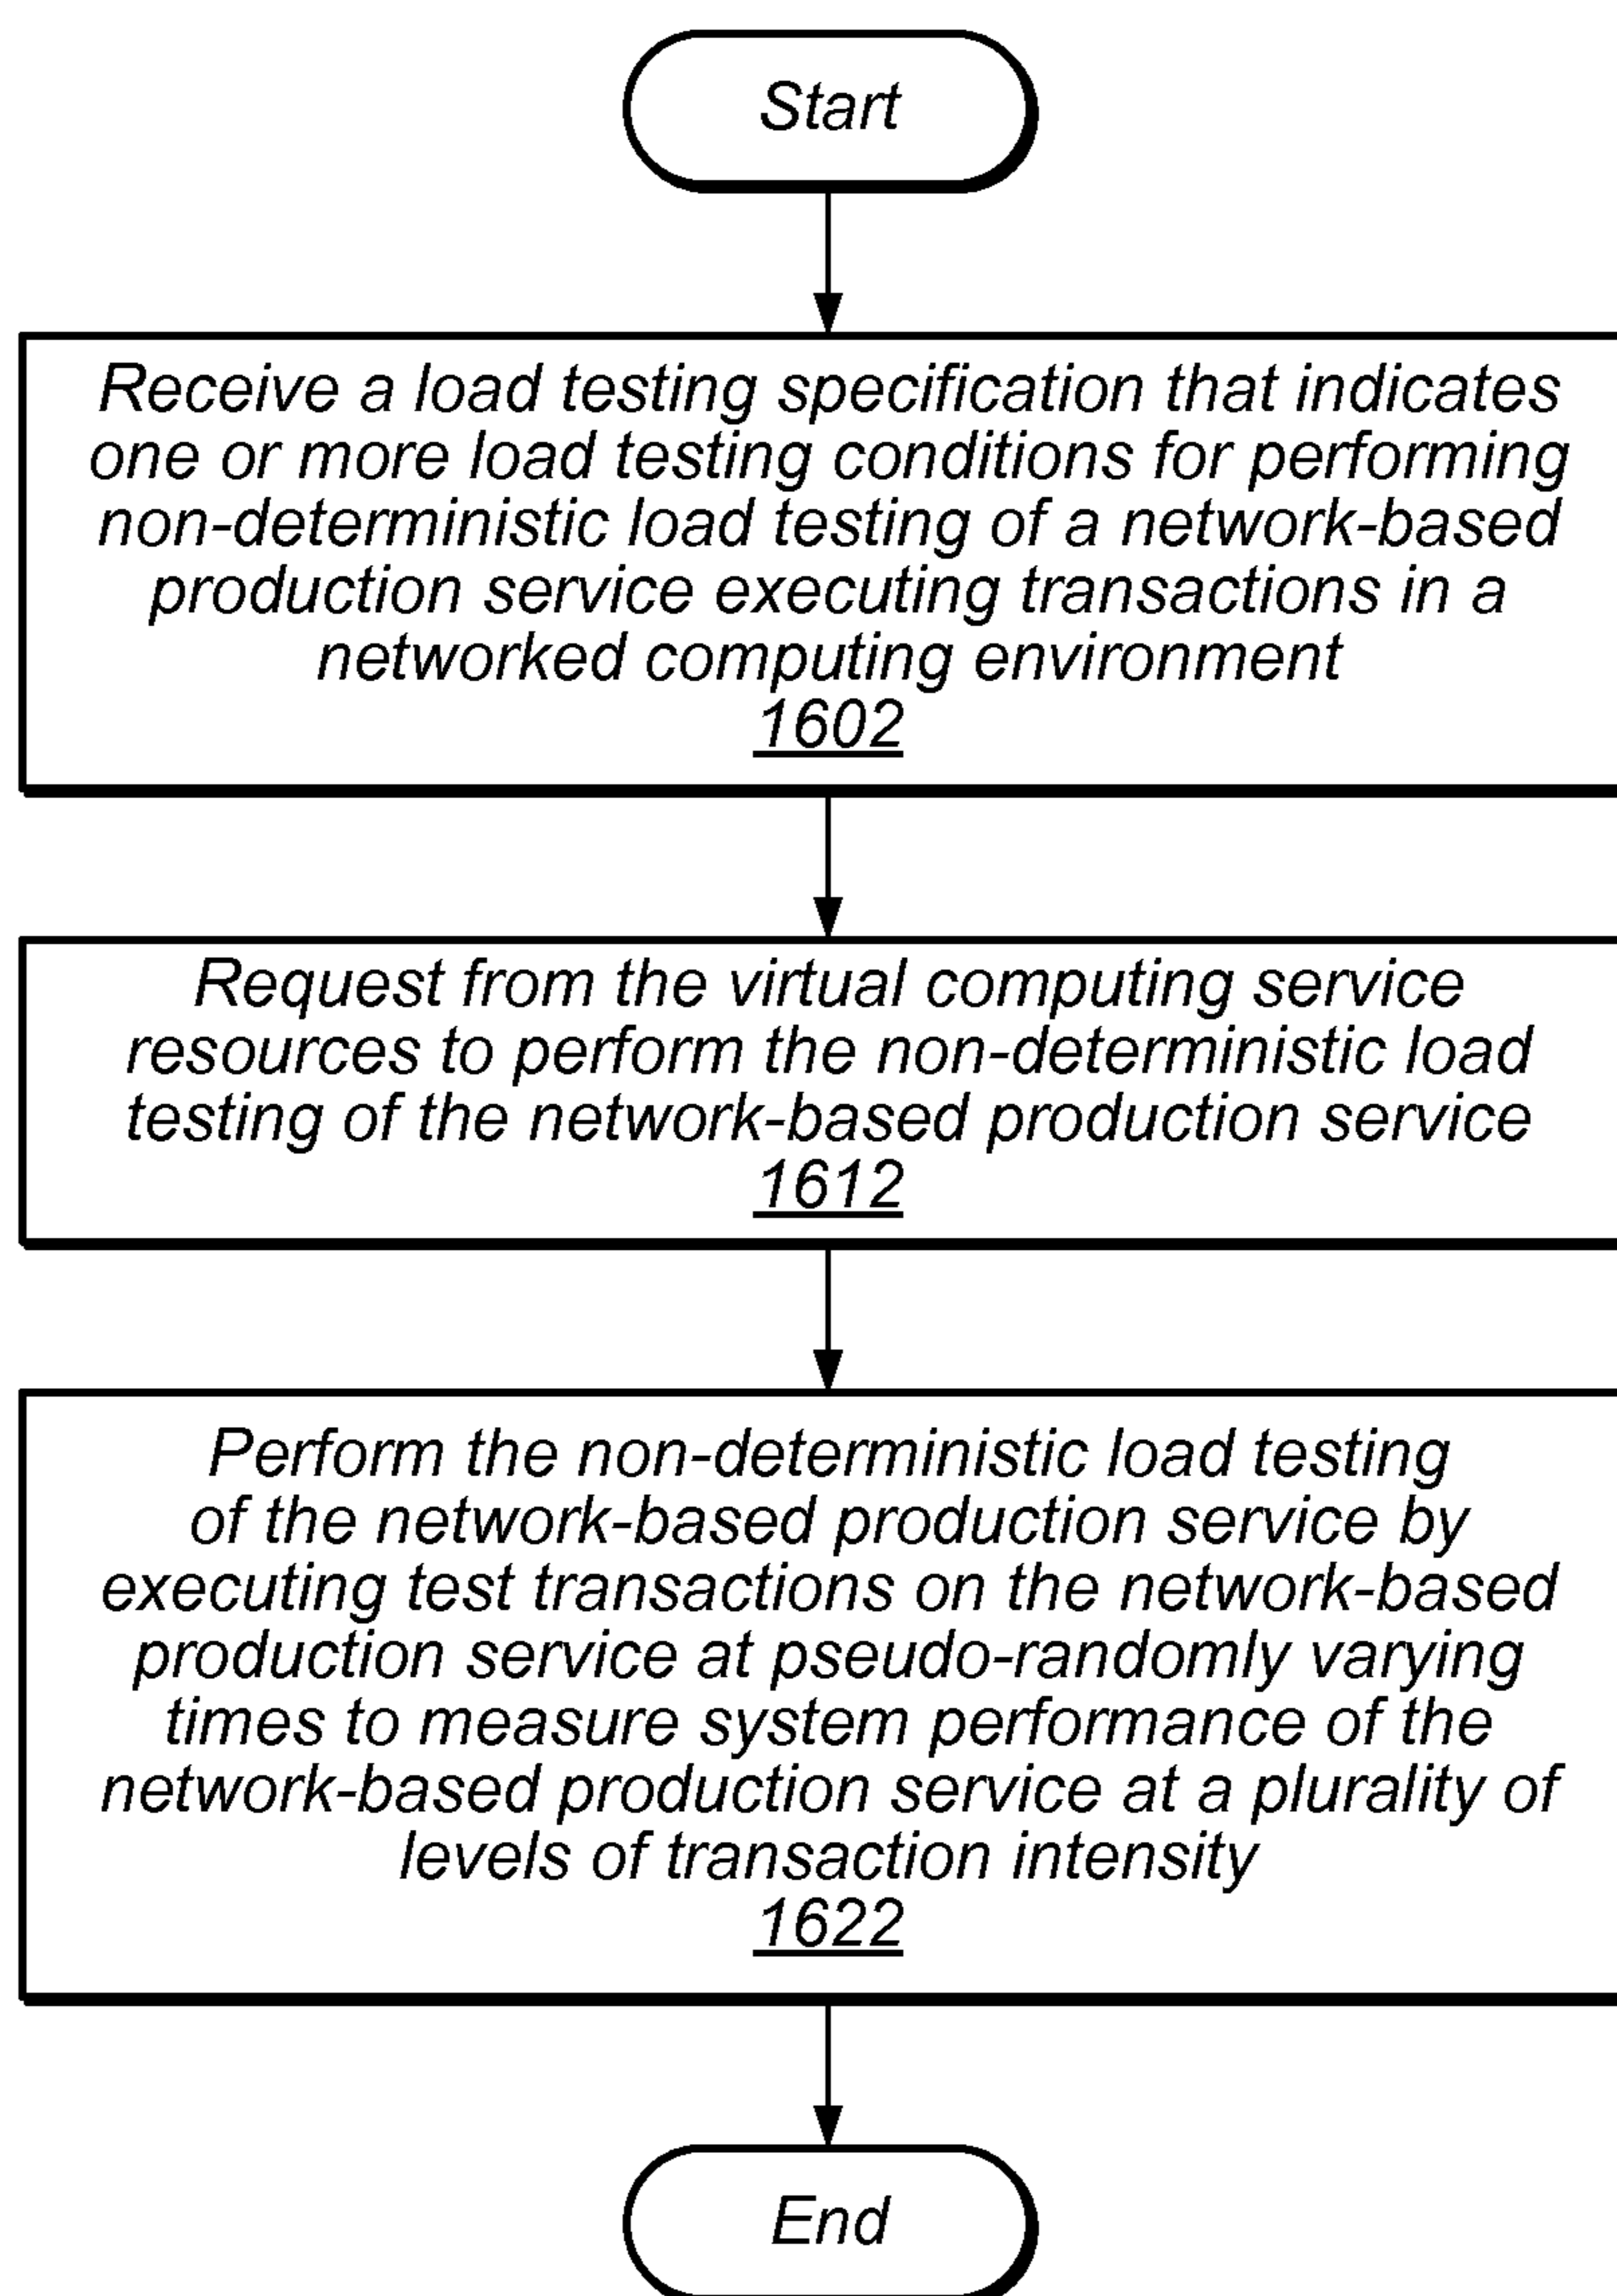 Start
Receive a load testing specification that indicates
one or more load testing conditions for performing
non-deterministic load testing of a network-based
production service executing transactions in a
networked computing environment
1602
Request from the virtual computing service
resources to perform the non-deterministic load
testing of the network-based production service
1612
Perform the non-deterministic load testing
of the network-based production service by
executing test transactions on the network-based
production service at pseudo-randomly varying
times to measure system performance of the
network-based production service at a plurality of
levels of transaction intensity
1622
End